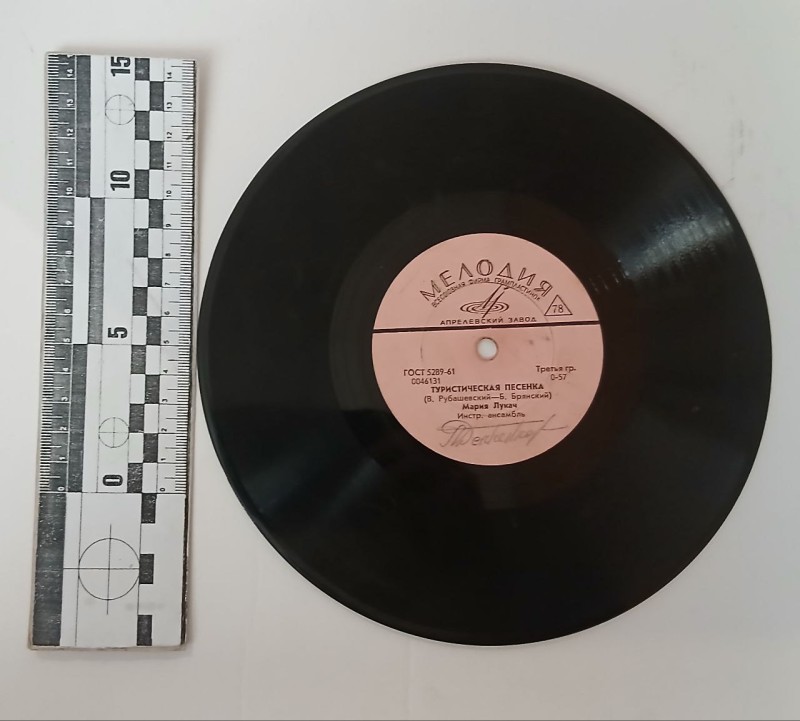 15
10
5
0
МЕЛОДИЯ
ВСЕСОЮЗНАЯ ФИРМА ГРАМПЛАСТИНОК
78
АПРЕЛЕВСКИЙ ЗАВОД
ГОСТ 5289-61 Третья гр.
0046131 0-57
ТУРИСТИЧЕСКАЯ ПЕСЕНКА
(В. Рубашевский—Б. Брянский)
Мария Лукач
Инстр. ансамбль